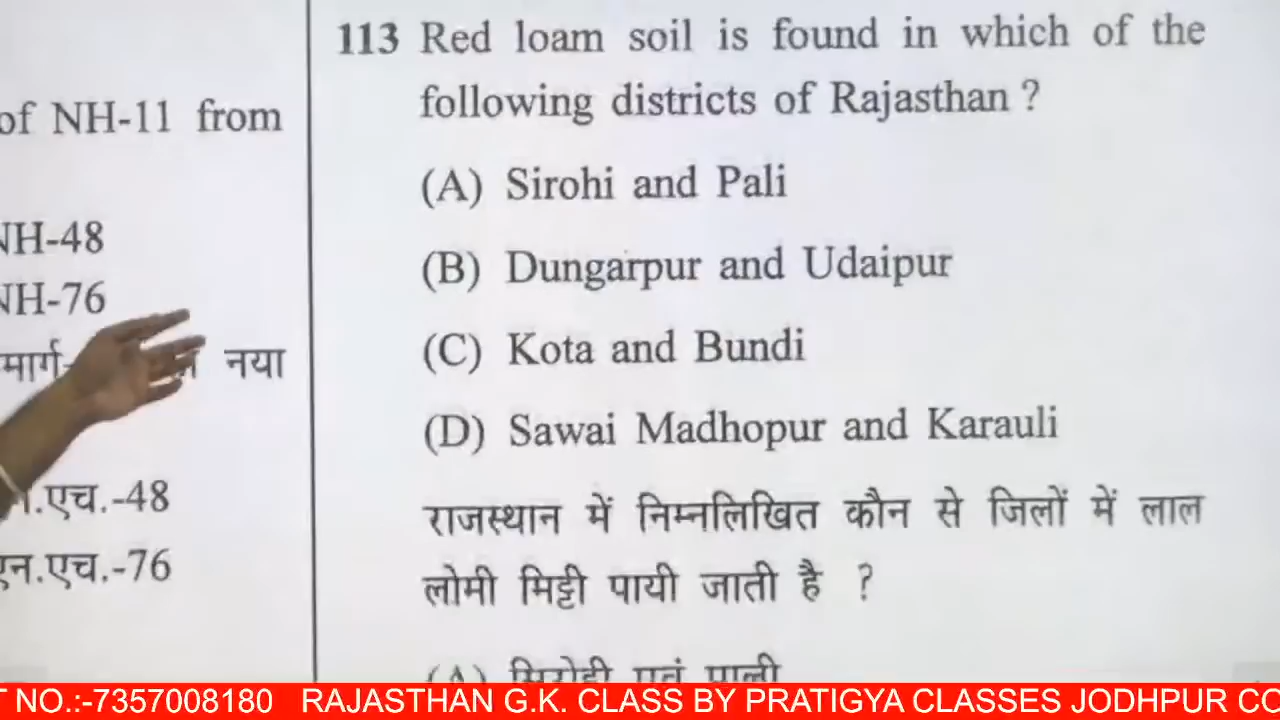 of NH-11 from
NH-48
NH-76
नया
एच.-48
एन.एच.-76
113 Red loam soil is found in which of the
following districts of Rajasthan ?
(A) Sirohi and Pali
(B) Dungarpur and Udaipur
(C) Kota and Bundi
(D) Sawai Madhopur and Karauli
राजस्थान में निम्नलिखित कौन से जिलों में लाल
लोमी मिट्टी पायी जाती है ?
(A) सिरोही एवं पाली
T NO.:-7357008180 RAJASTHAN G.K. CLASS BY PRATIGYA CLASSES JODHPUR CO